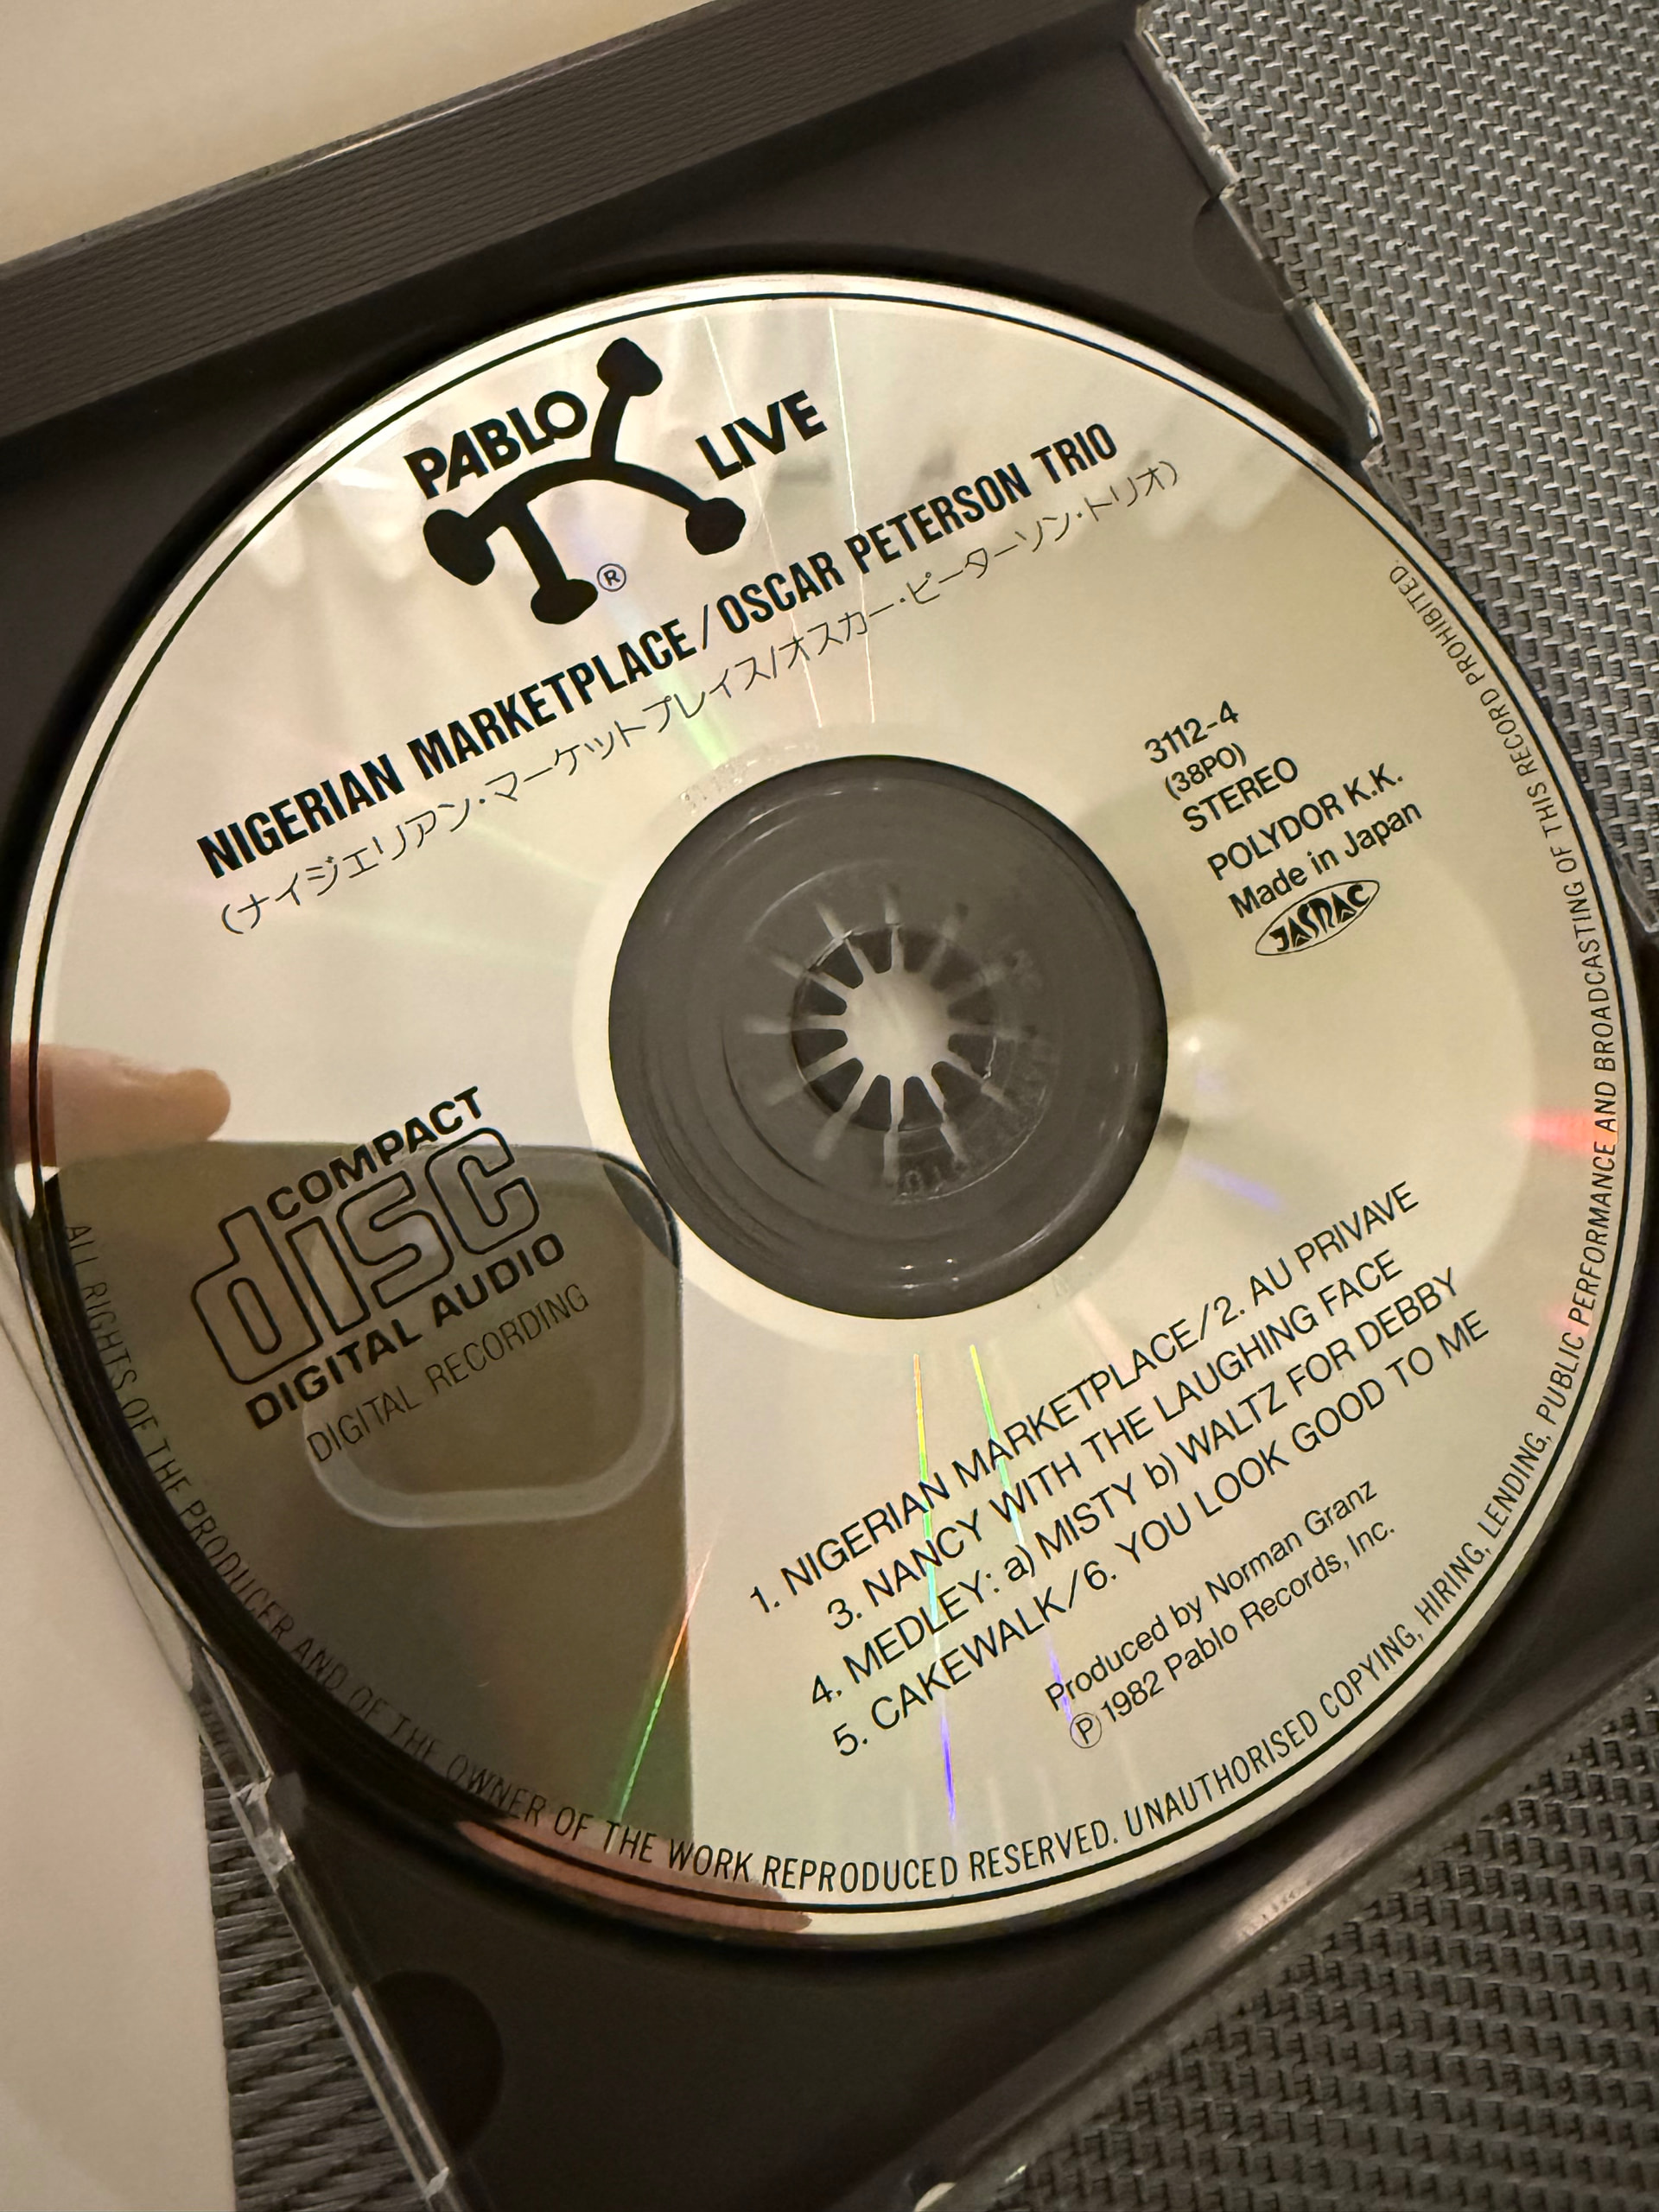 PABLO LIVE
®
NIGERIAN MARKETPLACE/OSCAR PETERSON TRIO
(ナイジェリアン・マーケットプレイス/オスカー・ピーターソン・トリオ)
3112-4
(38PO)
STEREO
POLYDOR K.K.
Made in Japan
JASRAC
COMPACT
disc
DIGITAL AUDIO
DIGITAL RECORDING
1. NIGERIAN MARKETPLACE/2. AU PRIVAVE
3. NANCY WITH THE LAUGHING FACE
4. MEDLEY: a) MISTY b) WALTZ FOR DEBBY
5. CAKEWALK/6. YOU LOOK GOOD TO ME
Produced by Norman Granz
Ⓟ1982 Pablo Records, Inc.
ALL RIGHTS OF THE PRODUCER AND OF THE OWNER OF THE WORK REPRODUCED RESERVED. UNAUTHORISED COPYING, HIRING, LENDING, PUBLIC PERFORMANCE AND BROADCASTING OF THIS RECORD PROHIBITED.